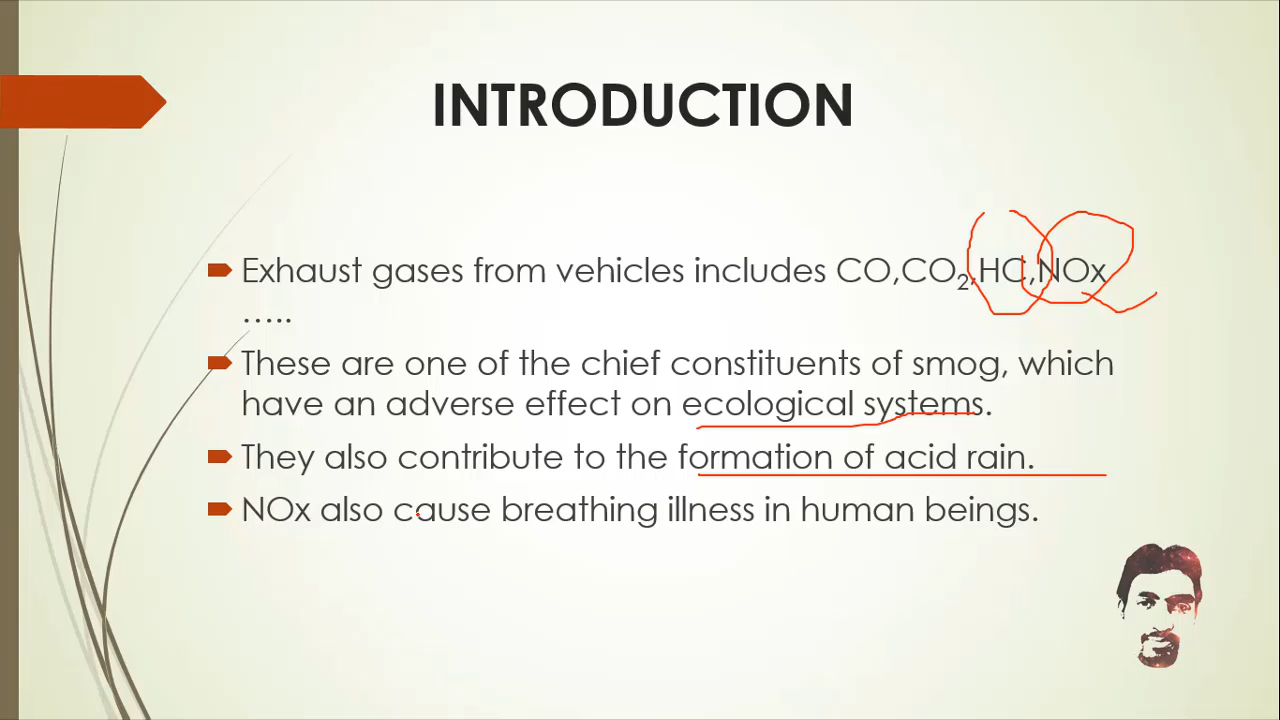 INTRODUCTION
Exhaust gases from vehicles includes CO,CO₂,HC,NOx
…..
These are one of the chief constituents of smog, which
have an adverse effect on ecological systems.
They also contribute to the formation of acid rain.
NOx also cause breathing illness in human beings.